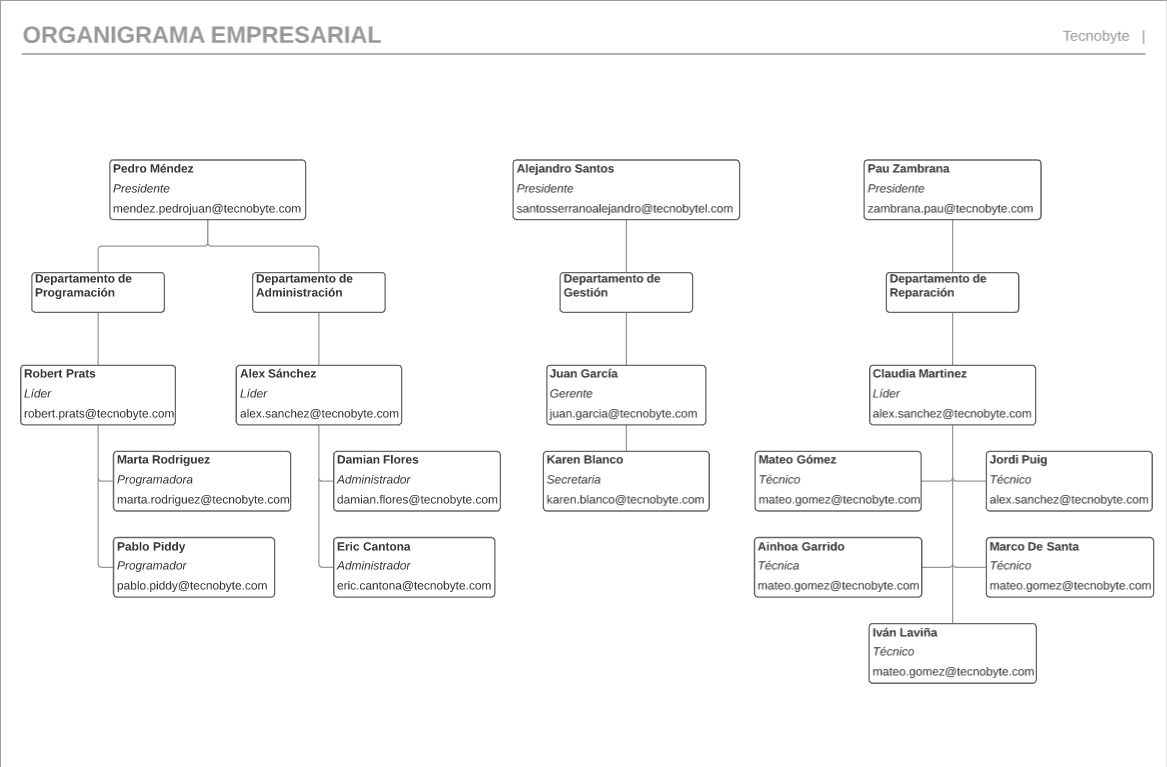 ORGANIGRAMA EMPRESARIAL
Tecnobyte |
Pedro Méndez
Presidente
mendez.pedrojuan@tecnobyte.com
Alejandro Santos
Presidente
santosserranoalejandro@tecnobytel.com
Pau Zambrana
Presidente
zambrana.pau@tecnobyte.com
Departamento de
Programación
Departamento de
Administración
Departamento de
Gestión
Departamento de
Reparación
Robert Prats
Líder
robert.prats@tecnobyte.com
Alex Sánchez
Líder
alex.sanchez@tecnobyte.com
Juan García
Gerente
juan.garcia@tecnobyte.com
Claudia Martinez
Líder
alex.sanchez@tecnobyte.com
Marta Rodriguez
Programadora
marta.rodriguez@tecnobyte.com
Damian Flores
Administrador
damian.flores@tecnobyte.com
Karen Blanco
Secretaria
karen.blanco@tecnobyte.com
Mateo Gómez
Técnico
mateo.gomez@tecnobyte.com
Jordi Puig
Técnico
alex.sanchez@tecnobyte.com
Pablo Piddy
Programador
pablo.piddy@tecnobyte.com
Eric Cantona
Administrador
eric.cantona@tecnobyte.com
Ainhoa Garrido
Técnica
mateo.gomez@tecnobyte.com
Marco De Santa
Técnico
mateo.gomez@tecnobyte.com
Iván Laviña
Técnico
mateo.gomez@tecnobyte.com